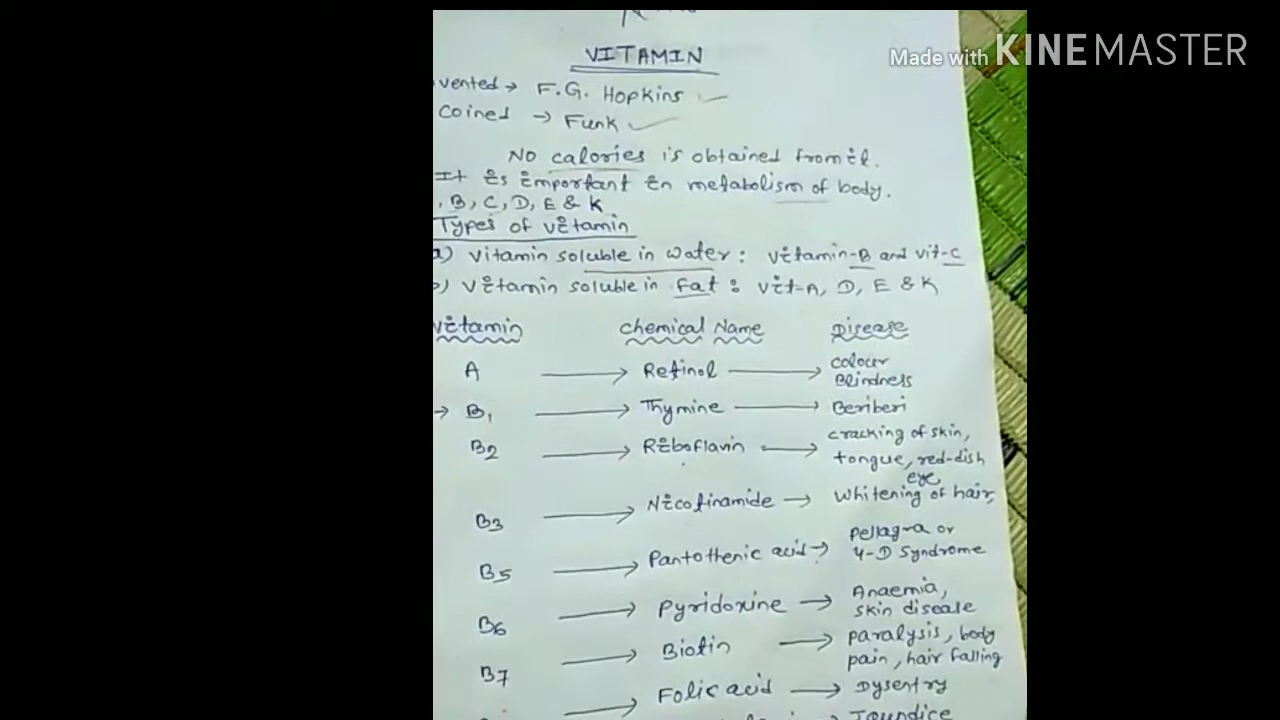 Made with KINEMASTER
VITAMIN
vented → F.G. Hopkins
coined → Funk
No calories is obtained from it.
It is important in metabolism of body.
, B, C, D, E & K
Types of vitamin
a) vitamin soluble in water : vitamin-B and vit-C
b) vitamin soluble in fat : vit-A, D, E & K
vitamin chemical Name Disease
A → Retinol → colour Blindness
→ B1 → Thymine → Beriberi
B2 → Riboflavin → cracking of skin, tongue, red-dish eye
B3 → Nicotinamide → whitening of hair,
B5 → Pantothenic acid → pellagra or 4-D Syndrome
B6 → Pyridoxine → Anaemia, skin disease
B7 → Biotin → paralysis, body pain, hair falling
→ Folic acid → Dysentry
→ Jaundice